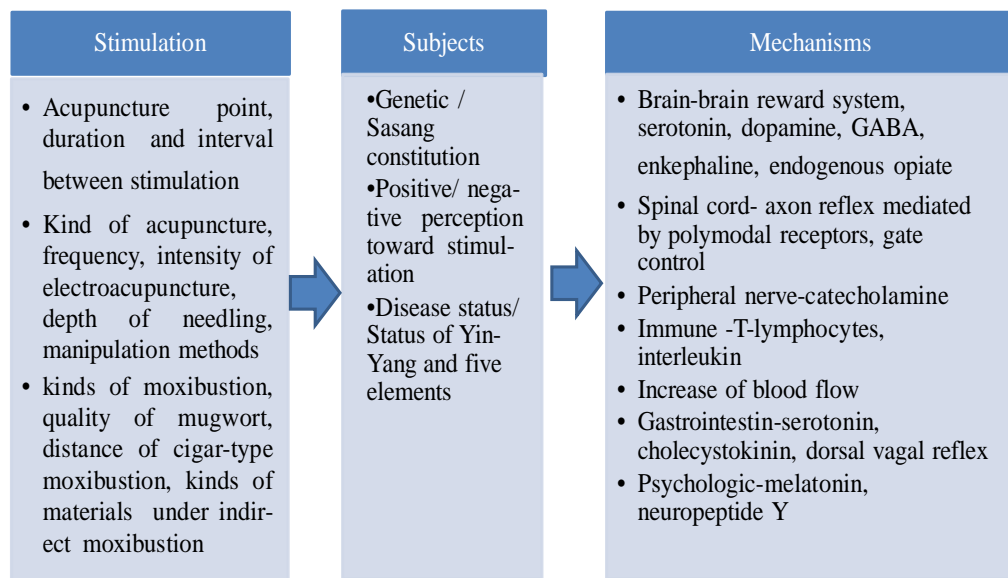 Stimulation
• Acupuncture point,
duration and interval
between stimulation
• Kind of acupuncture,
frequency, intensity of
electroacupuncture,
depth of needling,
manipulation methods
• kinds of moxibustion,
quality of mugwort,
distance of cigar-type
moxibustion, kinds of
materials under indir-
ect moxibustion
Subjects
•Genetic /
Sasang
constitution
•Positive/ nega-
tive perception
toward stimul-
ation
•Disease status/
Status of Yin-
Yang and five
elements
Mechanisms
• Brain-brain reward system,
serotonin, dopamine, GABA,
enkephaline, endogenous opiate
• Spinal cord- axon reflex mediated
by polymodal receptors, gate
control
• Peripheral nerve-catecholamine
• Immune -T-lymphocytes,
interleukin
• Increase of blood flow
• Gastrointestin-serotonin,
cholecystokinin, dorsal vagal reflex
• Psychologic-melatonin,
neuropeptide Y